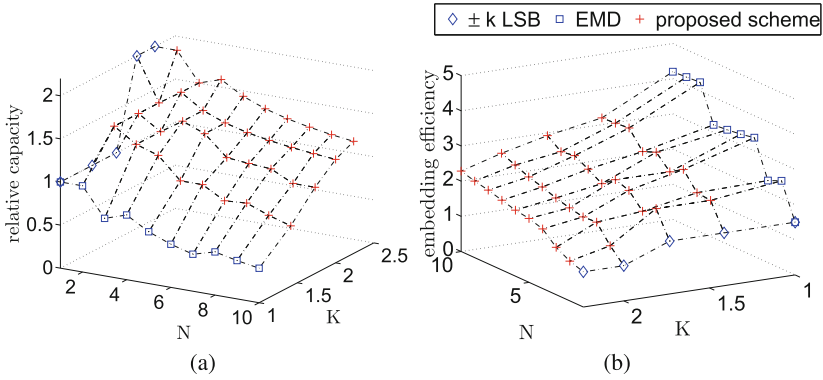 ± k LSB EMD proposed scheme
relative capacity
2
1.5
1
0.5
0
2 4 6 8 10
N
1 1.5 2 2.5
K
(a)
embedding efficiency
5
4
3
2
1
0
10 5
N
2 1.5 1
K
(b)